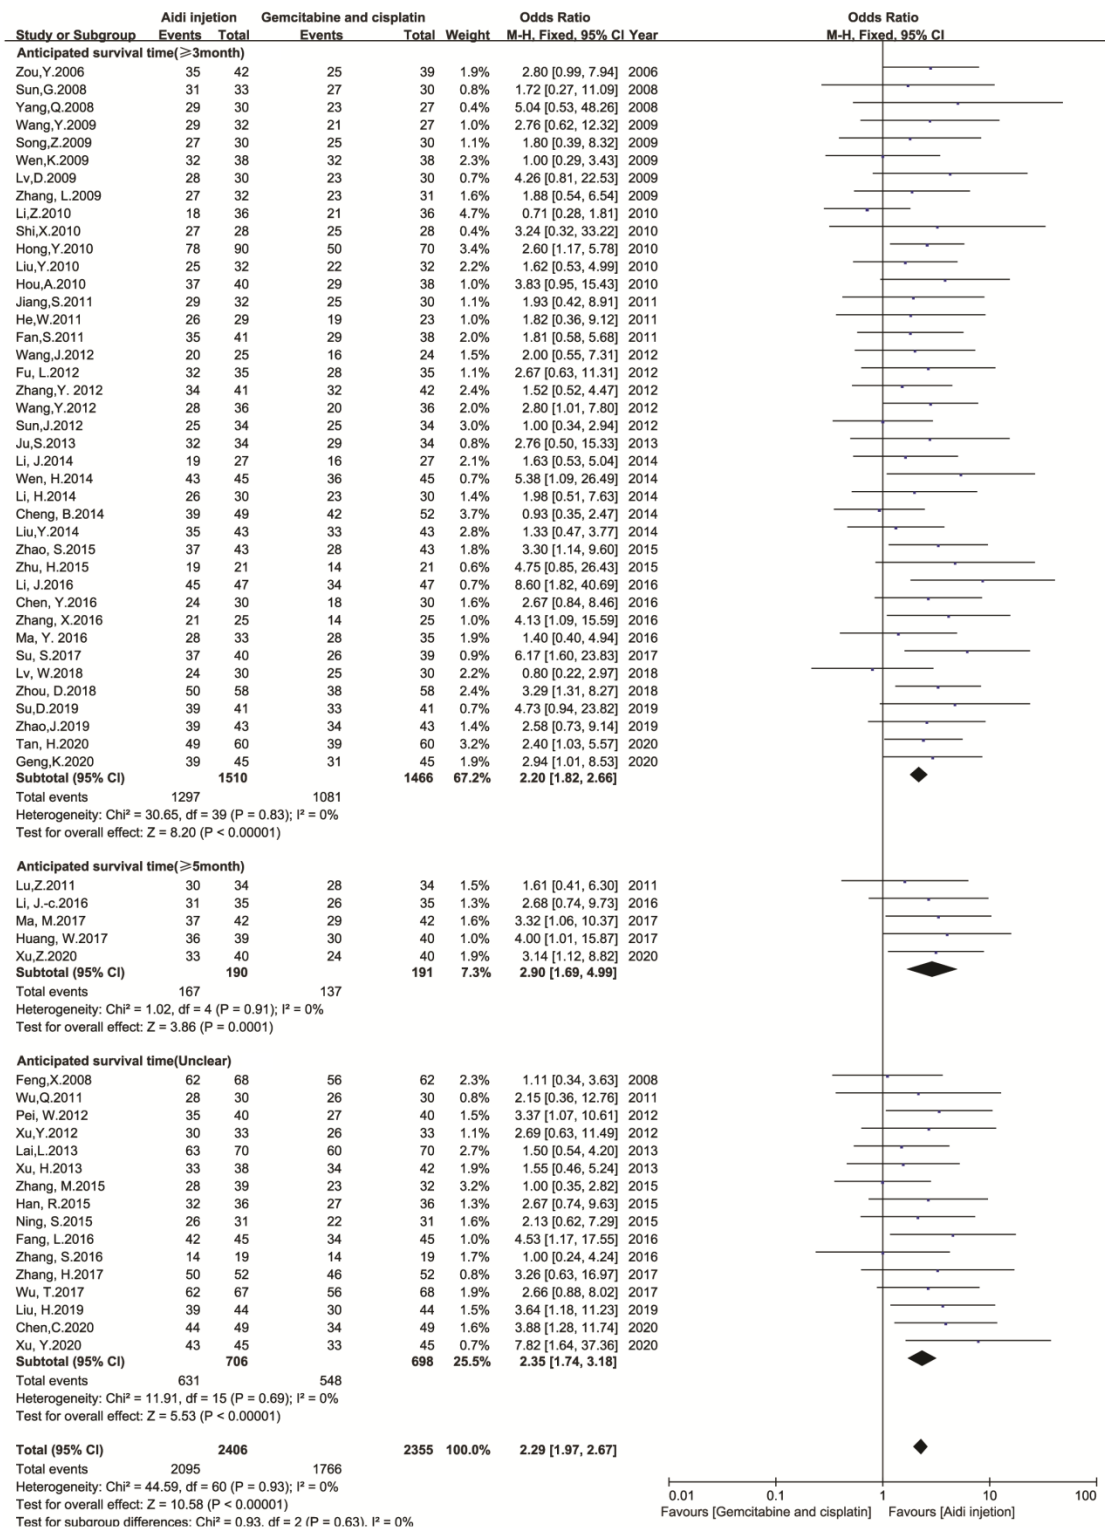 Aidi injetion Gemcitabine and cisplatin Odds Ratio Odds Ratio
Study or Subgroup Events Total Events Total Weight M-H, Fixed, 95% CI Year M-H, Fixed, 95% CI
Anticipated survival time(≥3month)
Zou,Y.2006 35 42 25 39 1.9% 2.80 [0.99, 7.94] 2006
Sun,G.2008 31 33 27 30 0.8% 1.72 [0.27, 11.09] 2008
Yang,Q.2008 29 30 23 27 0.4% 5.04 [0.53, 48.26] 2008
Wang,Y.2009 29 32 21 27 1.0% 2.76 [0.62, 12.32] 2009
Song,Z.2009 27 30 25 30 1.1% 1.80 [0.39, 8.32] 2009
Wen,K.2009 32 38 32 38 2.3% 1.00 [0.29, 3.43] 2009
Lv,D.2009 28 30 23 30 0.7% 4.26 [0.81, 22.53] 2009
Zhang, L.2009 27 32 23 31 1.6% 1.88 [0.54, 6.54] 2009
Li,Z.2010 18 36 21 36 4.7% 0.71 [0.28, 1.81] 2010
Shi,X.2010 27 28 25 28 0.4% 3.24 [0.32, 33.22] 2010
Hong,Y.2010 78 90 50 70 3.4% 2.60 [1.17, 5.78] 2010
Liu,Y.2010 25 32 22 32 2.2% 1.62 [0.53, 4.99] 2010
Hou,A.2010 37 40 29 38 1.0% 3.83 [0.95, 15.43] 2010
Jiang,S.2011 29 32 25 30 1.1% 1.93 [0.42, 8.91] 2011
He,W.2011 26 29 19 23 1.0% 1.82 [0.36, 9.12] 2011
Fan,S.2011 35 41 29 38 2.0% 1.81 [0.58, 5.68] 2011
Wang,J.2012 20 25 16 24 1.5% 2.00 [0.55, 7.31] 2012
Fu, L.2012 32 35 28 35 1.1% 2.67 [0.63, 11.31] 2012
Zhang,Y. 2012 34 41 32 42 2.4% 1.52 [0.52, 4.47] 2012
Wang,Y.2012 28 36 20 36 2.0% 2.80 [1.01, 7.80] 2012
Sun,J.2012 25 34 25 34 3.0% 1.00 [0.34, 2.94] 2012
Ju,S.2013 32 34 29 34 0.8% 2.76 [0.50, 15.33] 2013
Li, J.2014 19 27 16 27 2.1% 1.63 [0.53, 5.04] 2014
Wen, H.2014 43 45 36 45 0.7% 5.38 [1.09, 26.49] 2014
Li, H.2014 26 30 23 30 1.4% 1.98 [0.51, 7.63] 2014
Cheng, B.2014 39 49 42 52 3.7% 0.93 [0.35, 2.47] 2014
Liu,Y.2014 35 43 33 43 2.8% 1.33 [0.47, 3.77] 2014
Zhao, S.2015 37 43 28 43 1.8% 3.30 [1.14, 9.60] 2015
Zhu, H.2015 19 21 14 21 0.6% 4.75 [0.85, 26.43] 2015
Li, J.2016 45 47 34 47 0.7% 8.60 [1.82, 40.69] 2016
Chen, Y.2016 24 30 18 30 1.6% 2.67 [0.84, 8.46] 2016
Zhang, X.2016 21 25 14 25 1.0% 4.13 [1.09, 15.59] 2016
Ma, Y. 2016 28 33 28 35 1.9% 1.40 [0.40, 4.94] 2016
Su, S.2017 37 40 26 39 0.9% 6.17 [1.60, 23.83] 2017
Lv, W.2018 24 30 25 30 2.2% 0.80 [0.22, 2.97] 2018
Zhou, D.2018 50 58 38 58 2.4% 3.29 [1.31, 8.27] 2018
Su,D.2019 39 41 33 41 0.7% 4.73 [0.94, 23.82] 2019
Zhao,J.2019 39 43 34 43 1.4% 2.58 [0.73, 9.14] 2019
Tan, H.2020 49 60 39 60 3.2% 2.40 [1.03, 5.57] 2020
Geng,K.2020 39 45 31 45 1.9% 2.94 [1.01, 8.53] 2020
Subtotal (95% CI) 1510 1466 67.2% 2.20 [1.82, 2.66]
Total events 1297 1081
Heterogeneity: Chi² = 30.65, df = 39 (P = 0.83); I² = 0%
Test for overall effect: Z = 8.20 (P < 0.00001)
Anticipated survival time(≥5month)
Lu,Z.2011 30 34 28 34 1.5% 1.61 [0.41, 6.30] 2011
Li, J.-c.2016 31 35 26 35 1.3% 2.68 [0.74, 9.73] 2016
Ma, M.2017 37 42 29 42 1.6% 3.32 [1.06, 10.37] 2017
Huang, W.2017 36 39 30 40 1.0% 4.00 [1.01, 15.87] 2017
Xu,Z.2020 33 40 24 40 1.9% 3.14 [1.12, 8.82] 2020
Subtotal (95% CI) 190 191 7.3% 2.90 [1.69, 4.99]
Total events 167 137
Heterogeneity: Chi² = 1.02, df = 4 (P = 0.91); I² = 0%
Test for overall effect: Z = 3.86 (P = 0.0001)
Anticipated survival time(Unclear)
Feng,X.2008 62 68 56 62 2.3% 1.11 [0.34, 3.63] 2008
Wu,Q.2011 28 30 26 30 0.8% 2.15 [0.36, 12.76] 2011
Pei, W.2012 35 40 27 40 1.5% 3.37 [1.07, 10.61] 2012
Xu,Y.2012 30 33 26 33 1.1% 2.69 [0.63, 11.49] 2012
Lai,L.2013 63 70 60 70 2.7% 1.50 [0.54, 4.20] 2013
Xu, H.2013 33 38 34 42 1.9% 1.55 [0.46, 5.24] 2013
Zhang, M.2015 28 39 23 32 3.2% 1.00 [0.35, 2.82] 2015
Han, R.2015 32 36 27 36 1.3% 2.67 [0.74, 9.63] 2015
Ning, S.2015 26 31 22 31 1.6% 2.13 [0.62, 7.29] 2015
Fang, L.2016 42 45 34 45 1.0% 4.53 [1.17, 17.55] 2016
Zhang, S.2016 14 19 14 19 1.7% 1.00 [0.24, 4.24] 2016
Zhang, H.2017 50 52 46 52 0.8% 3.26 [0.63, 16.97] 2017
Wu, T.2017 62 67 56 68 1.9% 2.66 [0.88, 8.02] 2017
Liu, H.2019 39 44 30 44 1.5% 3.64 [1.18, 11.23] 2019
Chen,C.2020 44 49 34 49 1.6% 3.88 [1.28, 11.74] 2020
Xu, Y.2020 43 45 33 45 0.7% 7.82 [1.64, 37.36] 2020
Subtotal (95% CI) 706 698 25.5% 2.35 [1.74, 3.18]
Total events 631 548
Heterogeneity: Chi² = 11.91, df = 15 (P = 0.69); I² = 0%
Test for overall effect: Z = 5.53 (P < 0.00001)
Total (95% CI) 2406 2355 100.0% 2.29 [1.97, 2.67]
Total events 2095 1766
Heterogeneity: Chi² = 44.59, df = 60 (P = 0.93); I² = 0%
Test for overall effect: Z = 10.58 (P < 0.00001)
Test for subgroup differences: Chi² = 0.93, df = 2 (P = 0.63), I² = 0%
0.01 0.1 1 10 100
Favours [Gemcitabine and cisplatin] Favours [Aidi injetion]